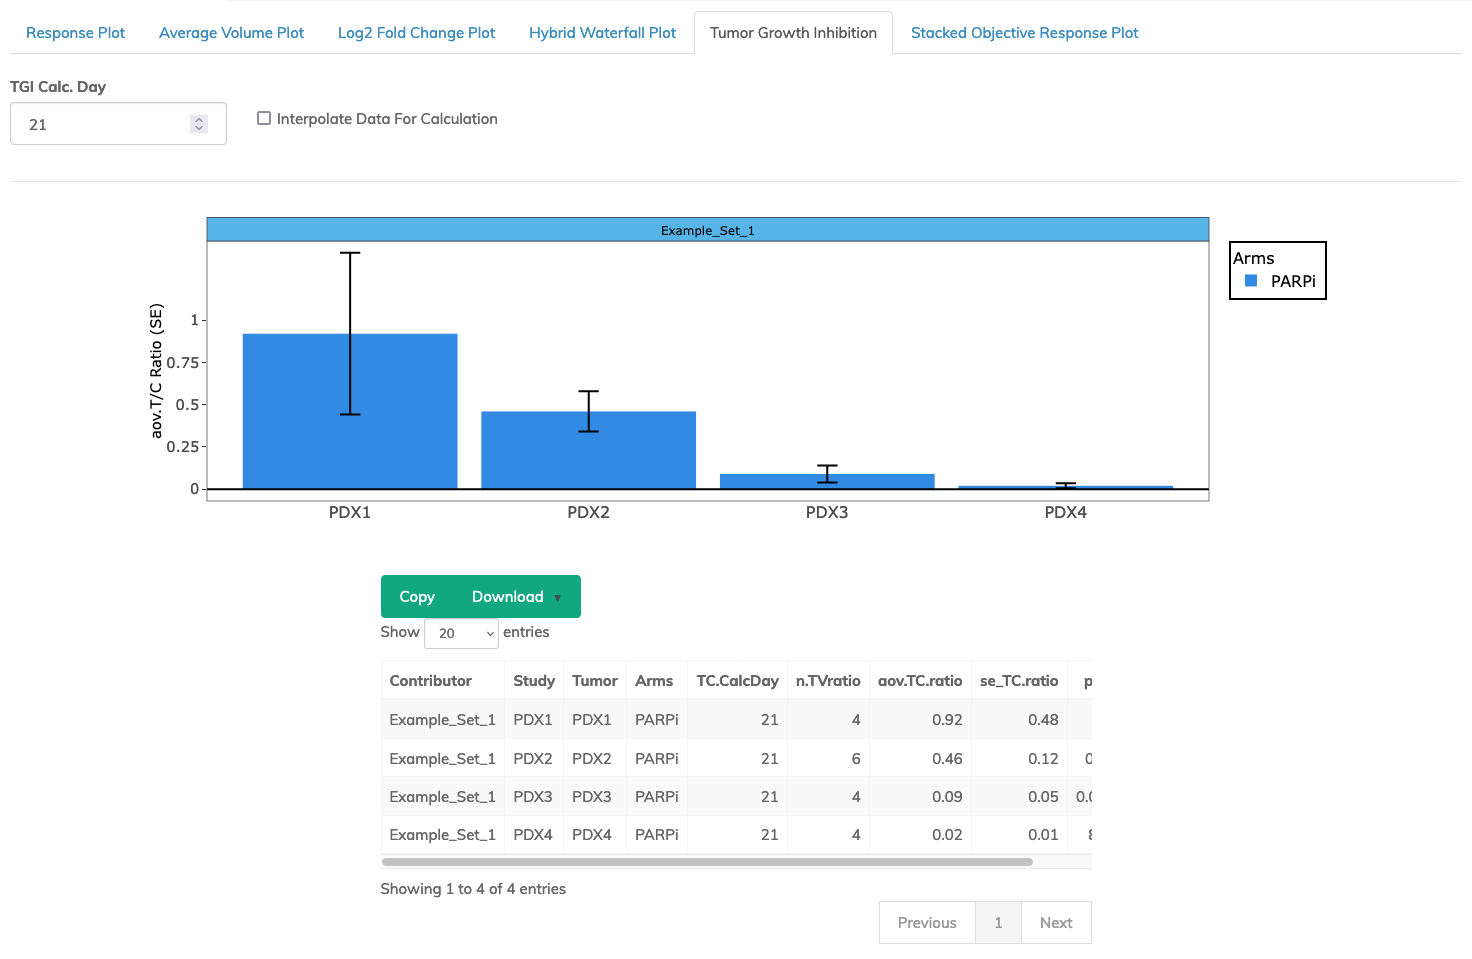 Response Plot Average Volume Plot Log2 Fold Change Plot Hybrid Waterfall Plot Tumor Growth Inhibition Stacked Objective Response Plot
TGI Calc. Day
21
Interpolate Data For Calculation
Example_Set_1
Arms
PARPi
aov.T/C Ratio (SE)
1
0.75
0.5
0.25
0
PDX1 PDX2 PDX3 PDX4
Copy Download
Show 20 entries
Contributor Study Tumor Arms TC.CalcDay n.TVratio aov.TC.ratio se_TC.ratio p
Example_Set_1 PDX1 PDX1 PARPi 21 4 0.92 0.48
Example_Set_1 PDX2 PDX2 PARPi 21 6 0.46 0.12 0
Example_Set_1 PDX3 PDX3 PARPi 21 4 0.09 0.05 0.0
Example_Set_1 PDX4 PDX4 PARPi 21 4 0.02 0.01
Showing 1 to 4 of 4 entries
Previous 1 Next